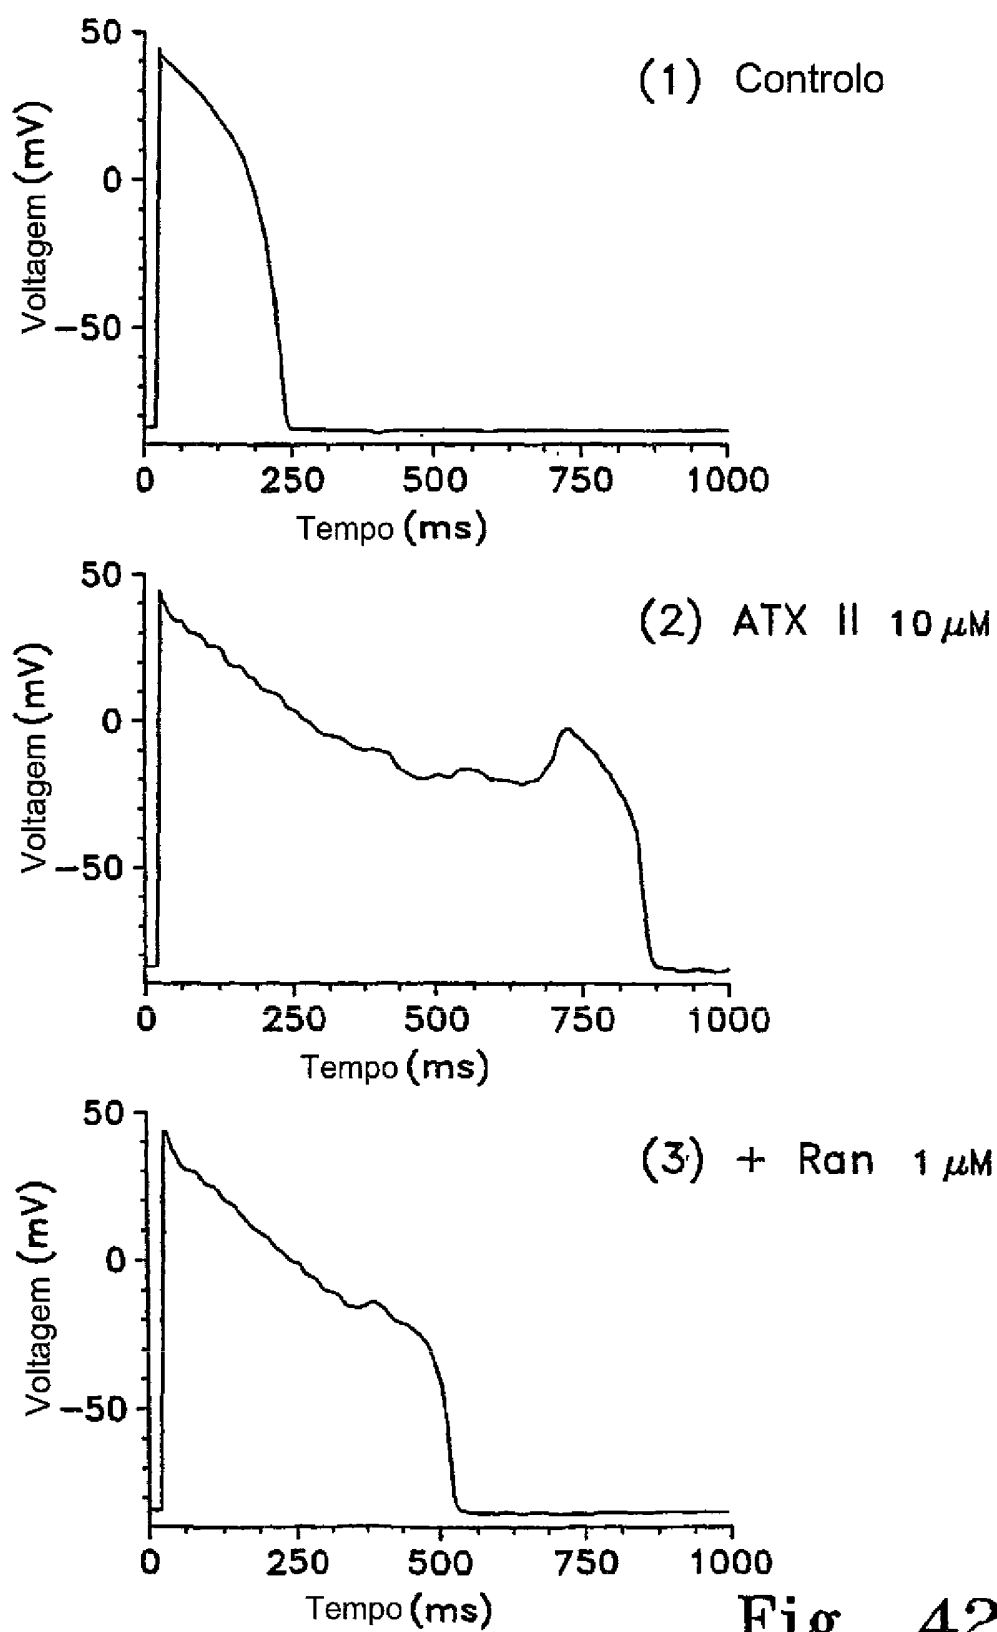 (1) Controlo
50
0
−50
Voltagem (mV)
0 250 500 750 1000
Tempo (ms)
(2) ATX II 10 μM
50
0
−50
Voltagem (mV)
0 250 500 750 1000
Tempo (ms)
(3) + Ran 1 μM
50
0
−50
Voltagem (mV)
0 250 500 750 1000
Tempo (ms)
Fig. 42